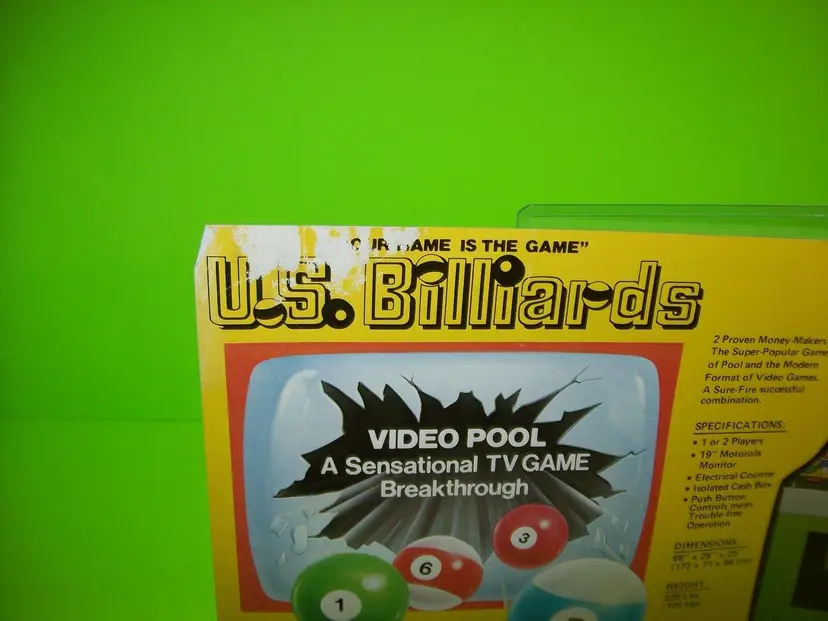 "OUR GAME IS THE GAME"
U.S. Billiards
2 Proven Money-Makers
The Super-Popular Game
of Pool and the Modern
Format of Video Games.
A Sure-Fire successful
combination.
VIDEO POOL
A Sensational TV GAME
Breakthrough
SPECIFICATIONS:
• 1 or 2 Players
• 19" Motorola
Monitor
• Electrical Counter
• Isolated Cash Box
• Push Button
Controls mean
Trouble-free
Operation
DIMENSIONS:
WEIGHT:
3
6
1